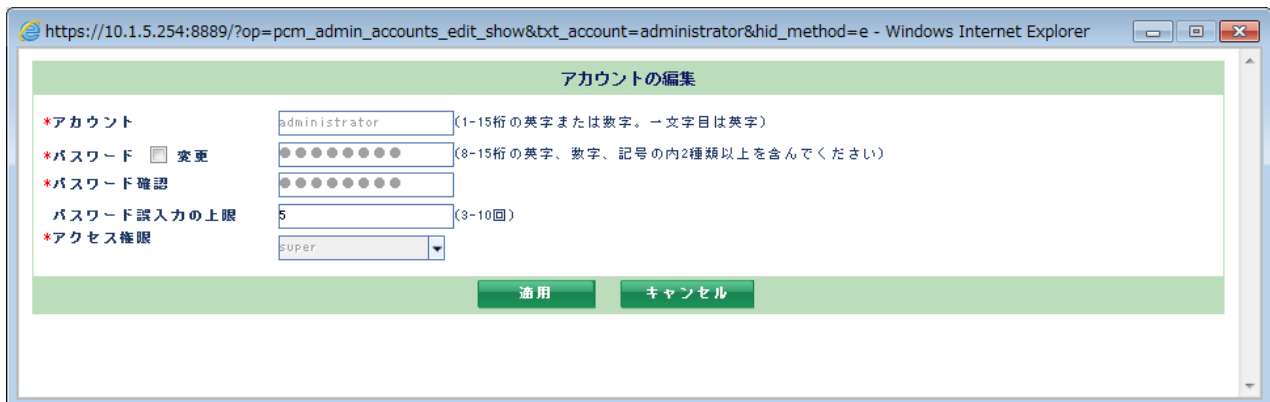 https://10.1.5.254:8889/?op=pcm_admin_accounts_edit_show&txt_account=administrator&hid_method=e - Windows Internet Explorer
アカウントの編集
*アカウント administrator (1-15桁の英字または数字。一文字目は英字)
*パスワード 変更 ●●●●●●●● (8-15桁の英字、数字、記号の内2種類以上を含んでください)
*パスワード確認 ●●●●●●●●
パスワード誤入力の上限 5 (3-10回)
*アクセス権限 super
適用 キャンセル